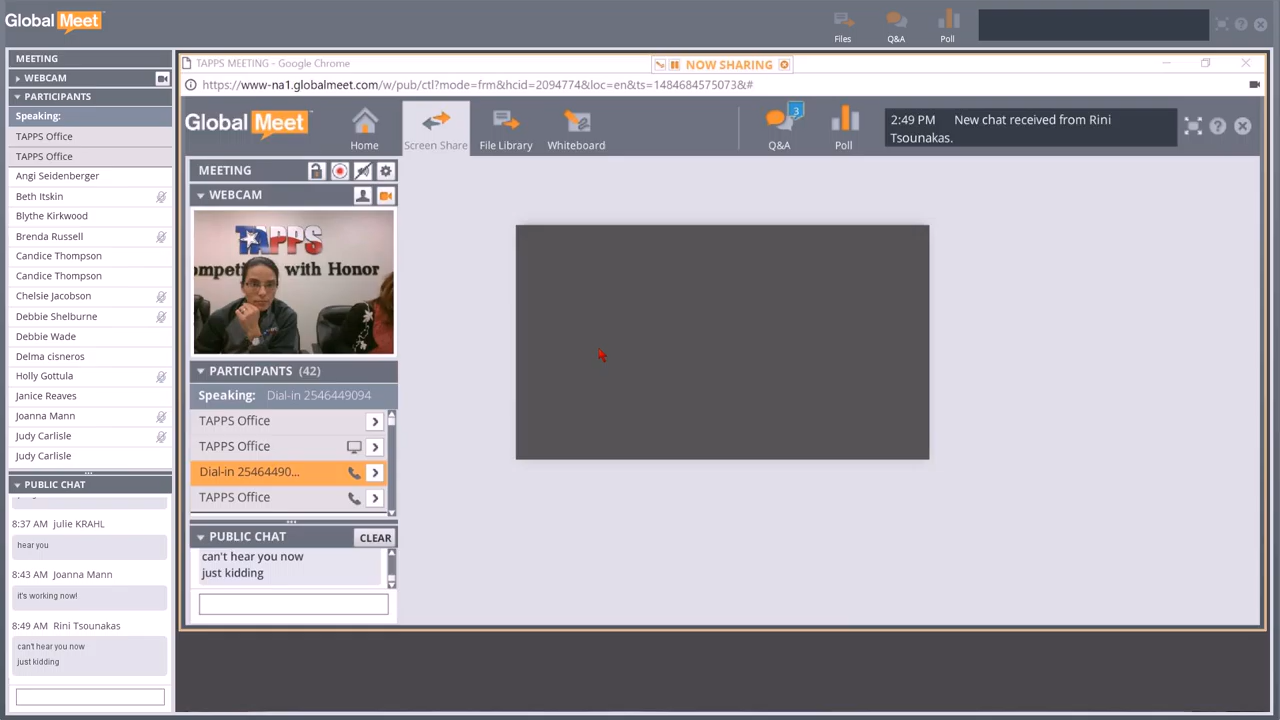 Global Meet
Files
Q&A
Poll
MEETING
WEBCAM
PARTICIPANTS
Speaking:
TAPPS Office
TAPPS Office
Angi Seidenberger
Beth Itskin
Blythe Kirkwood
Brenda Russell
Candice Thompson
Candice Thompson
Chelsie Jacobson
Debbie Shelburne
Debbie Wade
Delma cisneros
Holly Gottula
Janice Reaves
Joanna Mann
Judy Carlisle
Judy Carlisle
PUBLIC CHAT
8:37 AM julie KRAHL
hear you
8:43 AM Joanna Mann
it's working now!
8:49 AM Rini Tsounakas
can't hear you now
just kidding
TAPPS MEETING - Google Chrome
NOW SHARING
https://www-na1.globalmeet.com/w/pub/ctl?mode=frm&hcid=2094774&loc=en&ts=1484684575073&#
Global Meet
Home
Screen Share
File Library
Whiteboard
3
Q&A
Poll
2:49 PM New chat received from Rini
Tsounakas.
MEETING
WEBCAM
TAPPS
ompeti with Honor
PARTICIPANTS (42)
Speaking: Dial-in 2546449094
TAPPS Office
TAPPS Office
Dial-in 25464490...
TAPPS Office
PUBLIC CHAT
CLEAR
can't hear you now
just kidding